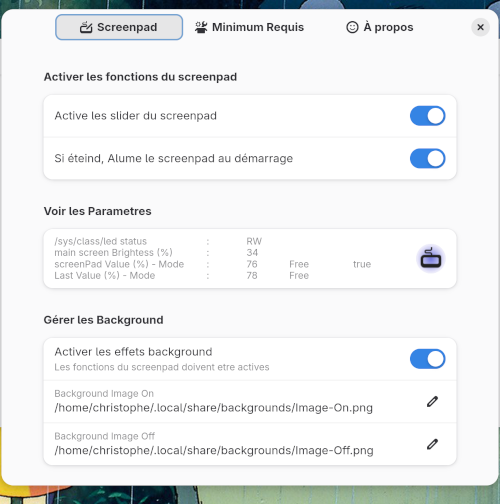 Screenpad Minimum Requis À propos
Activer les fonctions du screenpad
Active les slider du screenpad
Si éteind, Alume le screenpad au démarrage
Voir les Parametres
/sys/class/led status : RW
main screen Brightess (%) : 34
screenPad Value (%) - Mode : 76 Free true
Last Value (%) - Mode : 78 Free
Gérer les Background
Activer les effets background
Les fonctions du screenpad doivent etre actives
Background Image On
/home/christophe/.local/share/backgrounds/Image-On.png
Background Image Off
/home/christophe/.local/share/backgrounds/Image-Off.png